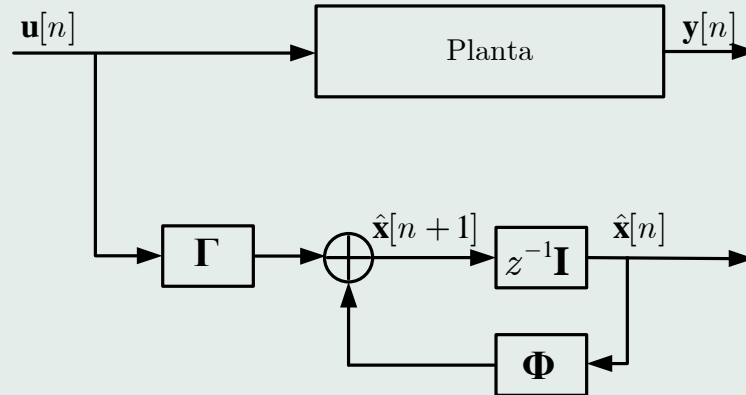 u[n]
Planta
y[n]
Γ
x̂[n + 1]
z⁻¹I
x̂[n]
Φ